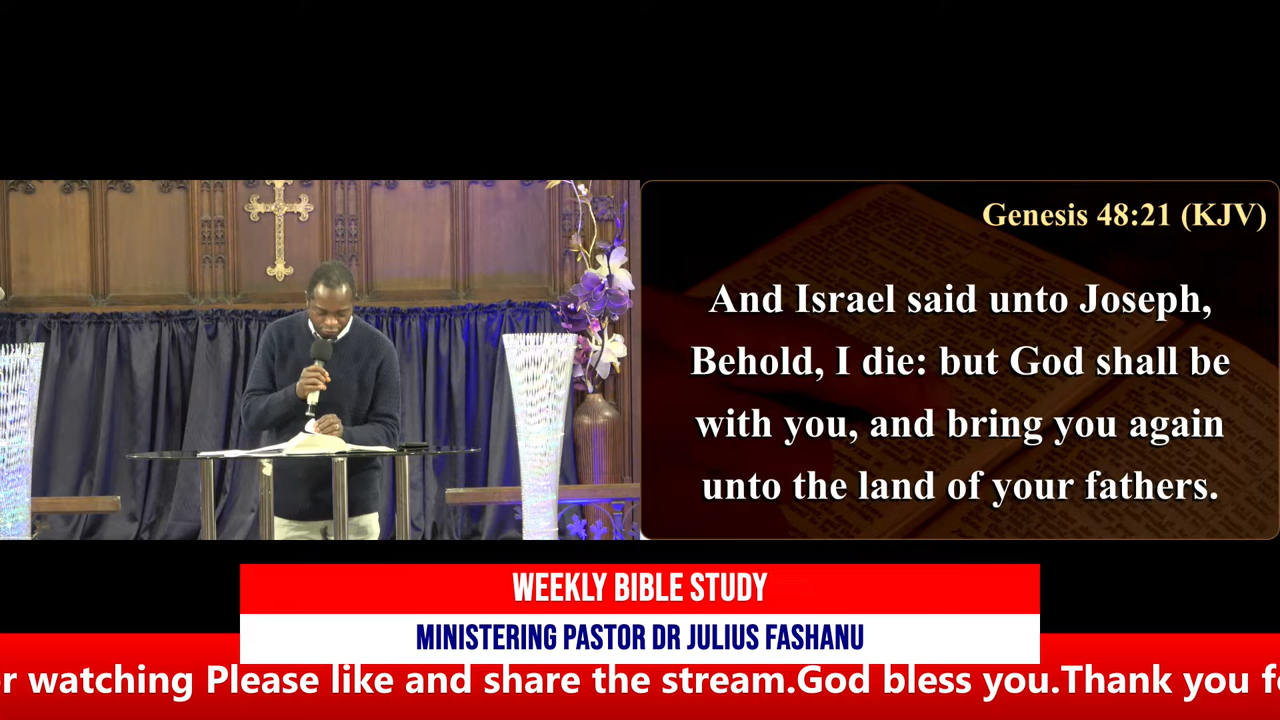 Genesis 48:21 (KJV)
And Israel said unto Joseph,
Behold, I die: but God shall be
with you, and bring you again
unto the land of your fathers.
WEEKLY BIBLE STUDY
MINISTERING PASTOR DR JULIUS FASHANU
r watching Please like and share the stream.God bless you.Thank you f